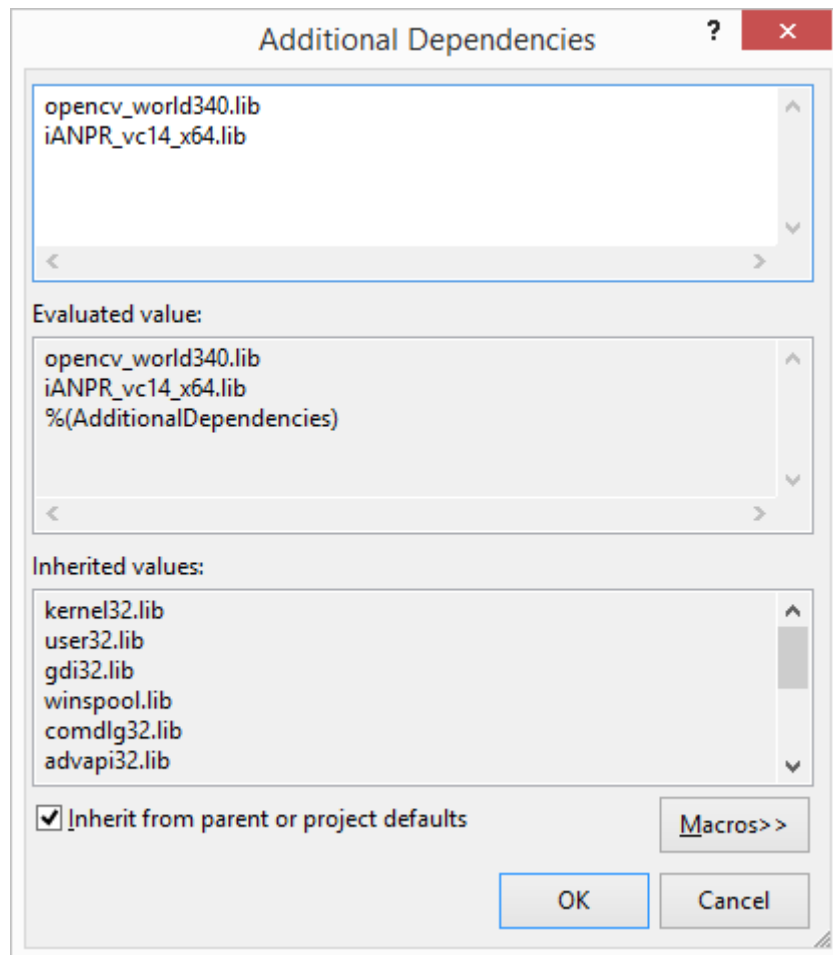 Additional Dependencies
?
×
opencv_world340.lib
iANPR_vc14_x64.lib
Evaluated value:
opencv_world340.lib
iANPR_vc14_x64.lib
%(AdditionalDependencies)
Inherited values:
kernel32.lib
user32.lib
gdi32.lib
winspool.lib
comdlg32.lib
advapi32.lib
Inherit from parent or project defaults
Macros>>
OK
Cancel